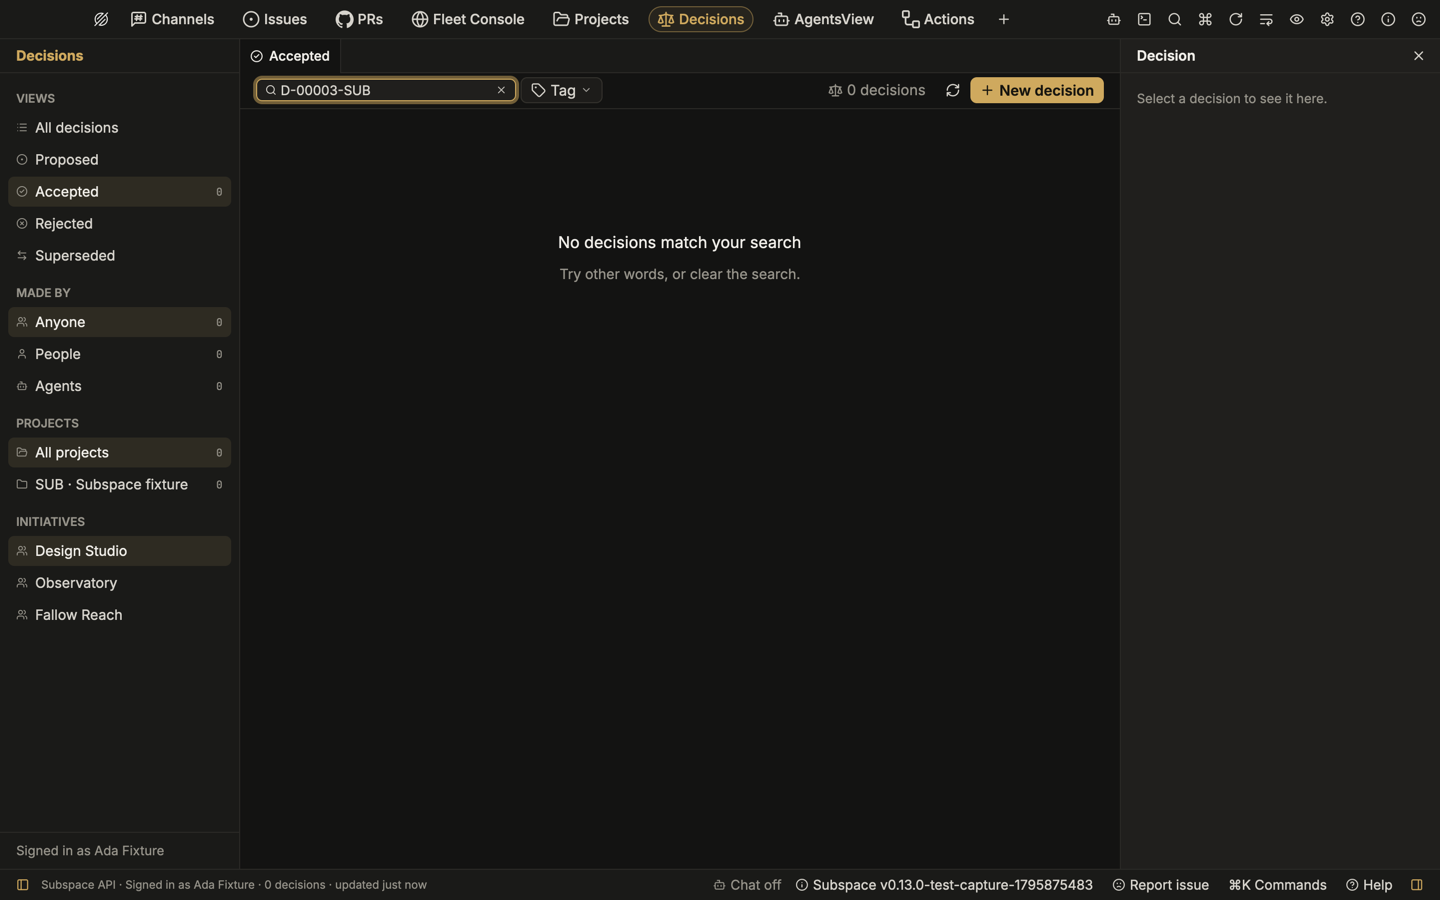 Channels Issues PRs Fleet Console Projects Decisions AgentsView Actions
Decisions
Accepted
Decision
D-00003-SUB
Tag
0 decisions
New decision
Select a decision to see it here.
VIEWS
All decisions
Proposed
Accepted 0
Rejected
Superseded
MADE BY
Anyone 0
People 0
Agents 0
PROJECTS
All projects 0
SUB · Subspace fixture 0
INITIATIVES
Design Studio
Observatory
Fallow Reach
No decisions match your search
Try other words, or clear the search.
Signed in as Ada Fixture
Subspace API · Signed in as Ada Fixture · 0 decisions · updated just now
Chat off Subspace v0.13.0-test-capture-1795875483 Report issue ⌘K Commands Help